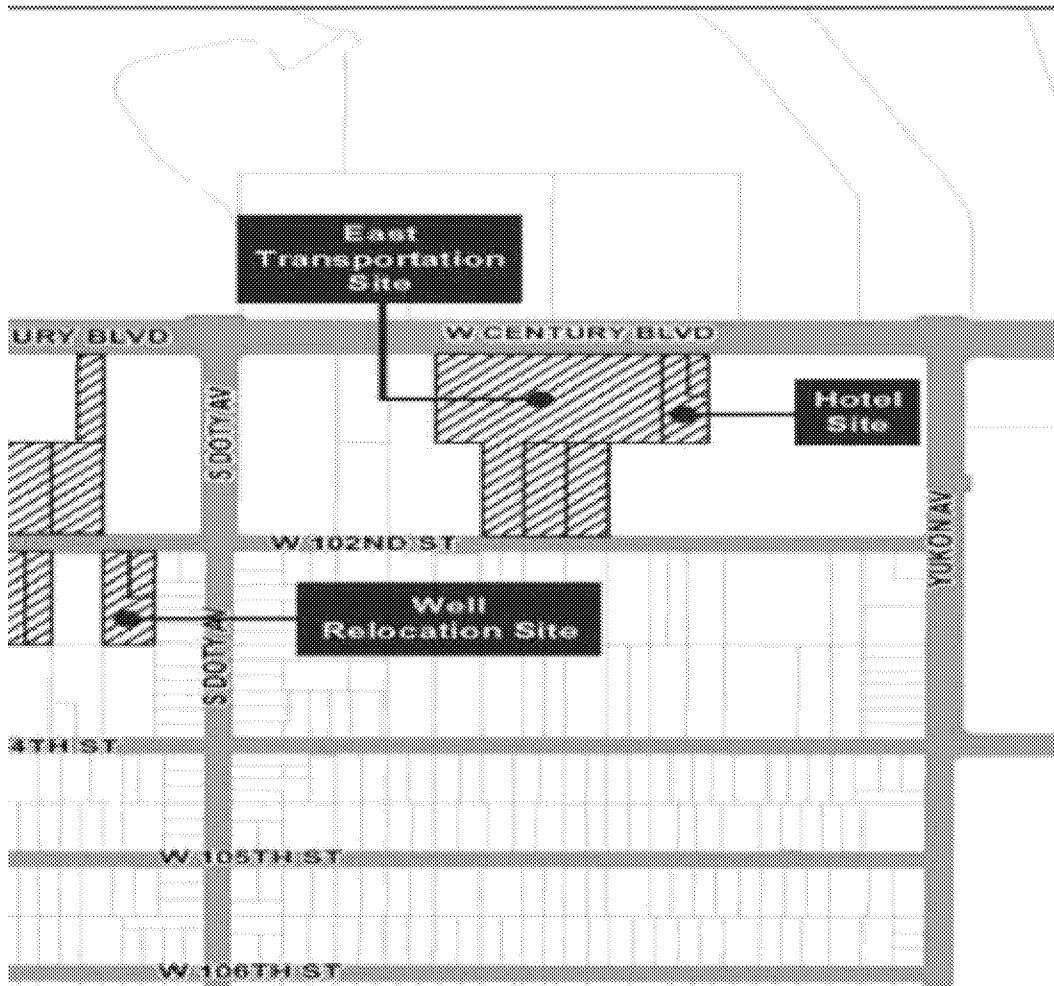 East
Transportation
Site
URY BLVD
W CENTURY BLVD
S DOTY AV
Hotel
Site
W 102ND ST
YUKON AV
Well
Relocation Site
S DOTY AV
4TH ST
W 105TH ST
W 106TH ST